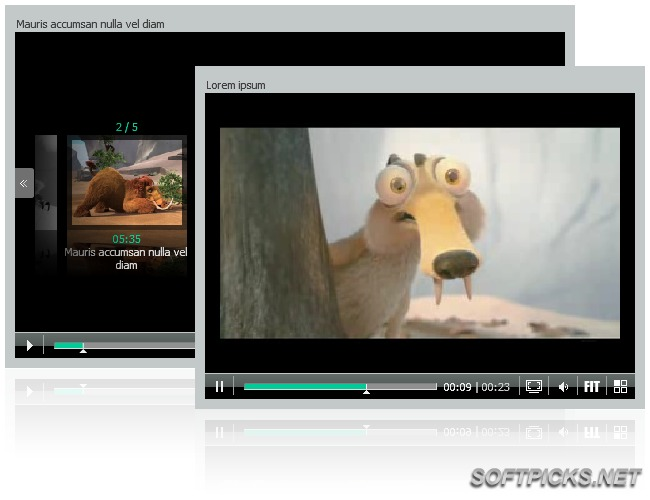 Mauris accumsan nulla vel diam
Lorem ipsum
2 / 5
05:35
Mauris accumsan nulla vel
diam
00:09 | 00:23
FIT
SOFTPICKS.NET